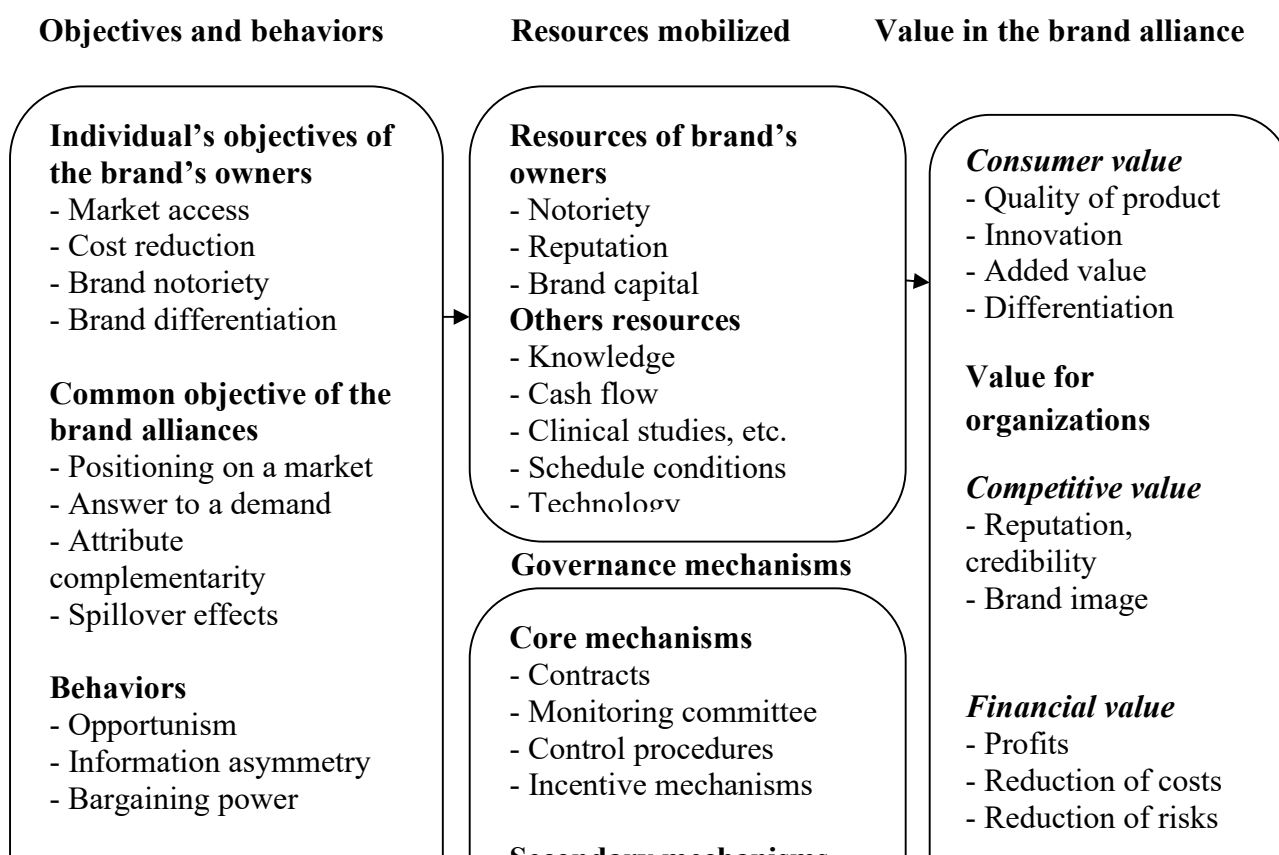 Objectives and behaviors
Resources mobilized
Value in the brand alliance
Individual's objectives of
the brand's owners
- Market access
- Cost reduction
- Brand notoriety
- Brand differentiation
Common objective of the
brand alliances
- Positioning on a market
- Answer to a demand
- Attribute
complementarity
- Spillover effects
Behaviors
- Opportunism
- Information asymmetry
- Bargaining power
Resources of brand's
owners
- Notoriety
- Reputation
- Brand capital
Others resources
- Knowledge
- Cash flow
- Clinical studies, etc.
- Schedule conditions
- Technology
Governance mechanisms
Core mechanisms
- Contracts
- Monitoring committee
- Control procedures
- Incentive mechanisms
Secondary mechanisms
Consumer value
- Quality of product
- Innovation
- Added value
- Differentiation
Value for
organizations
Competitive value
- Reputation,
credibility
- Brand image
Financial value
- Profits
- Reduction of costs
- Reduction of risks